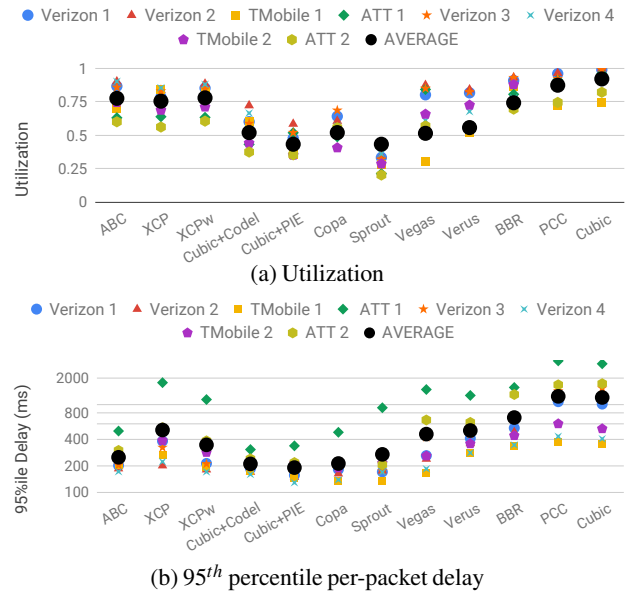 Verizon 1 Verizon 2 TMobile 1 ATT 1 Verizon 3 Verizon 4
TMobile 2 ATT 2 AVERAGE
Utilization
1
0.75
0.5
0.25
0
ABC XCP XCPw Cubic+Codel Cubic+PIE Copa Sprout Vegas Verus BBR PCC Cubic
(a) Utilization
Verizon 1 Verizon 2 TMobile 1 ATT 1 Verizon 3 Verizon 4
TMobile 2 ATT 2 AVERAGE
95%ile Delay (ms)
2000
800
400
200
100
ABC XCP XCPw Cubic+Codel Cubic+PIE Copa Sprout Vegas Verus BBR PCC Cubic
(b) 95th percentile per-packet delay